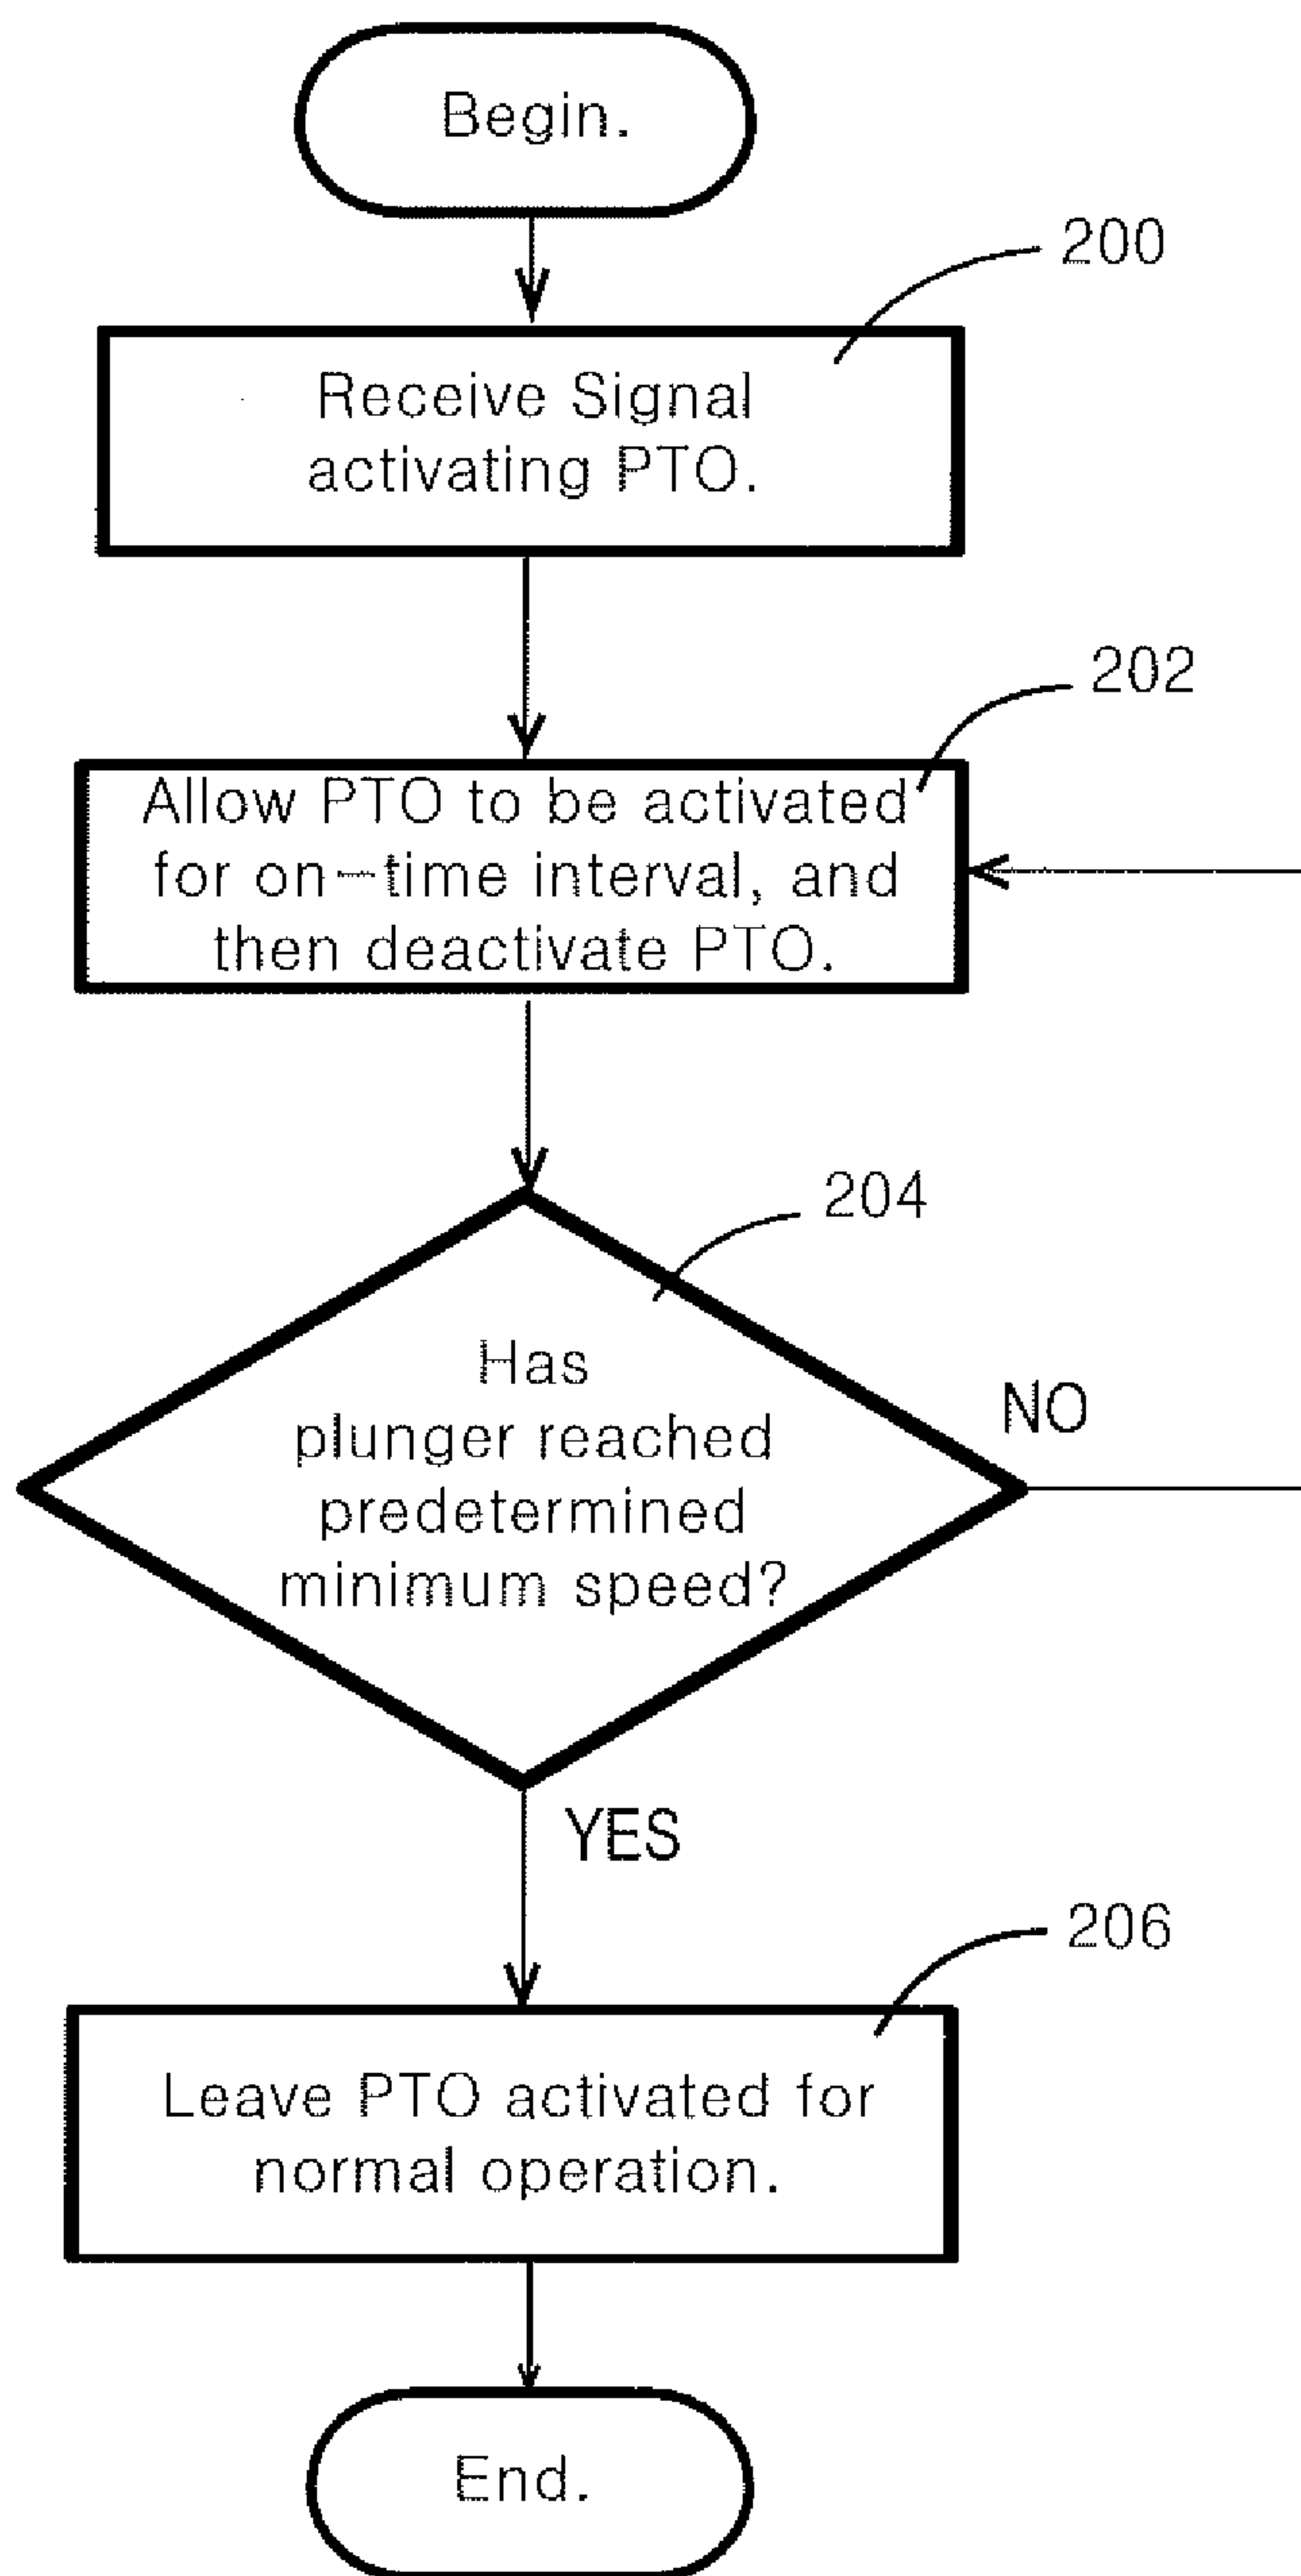 Begin.
200
Receive Signal
activating PTO.
202
Allow PTO to be activated
for on-time interval, and
then deactivate PTO.
204
Has
plunger reached
predetermined
minimum speed?
NO
YES
206
Leave PTO activated for
normal operation.
End.